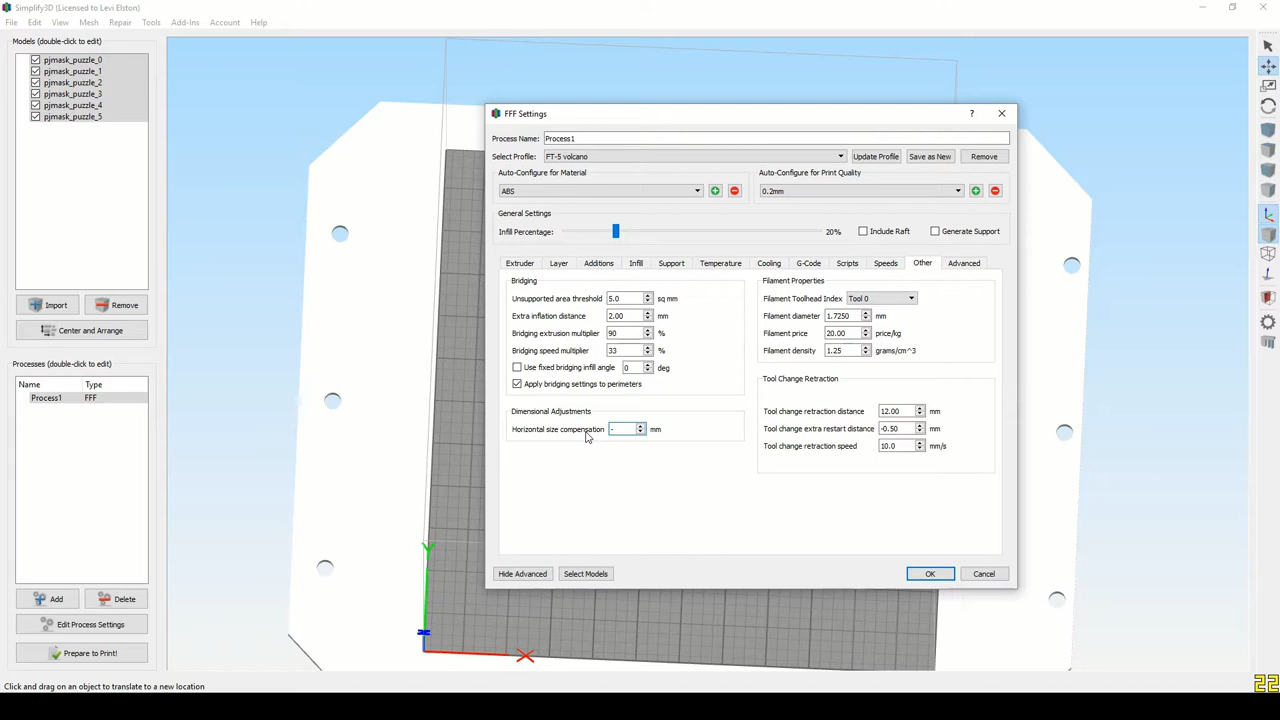 Simplify3D (Licensed to Levi Elston)
File Edit View Mesh Repair Tools Add-Ins Account Help
Models (double-click to edit)
pjmask_puzzle_0
pjmask_puzzle_1
pjmask_puzzle_2
pjmask_puzzle_3
pjmask_puzzle_4
pjmask_puzzle_5
Import Remove
Center and Arrange
Processes (double-click to edit)
Name Type
Process1 FFF
Add Delete
Edit Process Settings
Prepare to Print!
Click and drag on an object to translate to a new location
FFF Settings ?
Process Name: Process1
Select Profile: FT-5 volcano Update Profile Save as New Remove
Auto-Configure for Material Auto-Configure for Print Quality
ABS 0.2mm
General Settings
Infill Percentage: 20% Include Raft Generate Support
Extruder Layer Additions Infill Support Temperature Cooling G-Code Scripts Speeds Other Advanced
Bridging
Unsupported area threshold 5.0 sq mm
Extra inflation distance 2.00 mm
Bridging extrusion multiplier 90 %
Bridging speed multiplier 33 %
Use fixed bridging infill angle 0 deg
Apply bridging settings to perimeters
Dimensional Adjustments
Horizontal size compensation - mm
Filament Properties
Filament Toolhead Index Tool 0
Filament diameter 1.7250 mm
Filament price 20.00 price/kg
Filament density 1.25 grams/cm^3
Tool Change Retraction
Tool change retraction distance 12.00 mm
Tool change extra restart distance -0.50 mm
Tool change retraction speed 10.0 mm/s
Hide Advanced Select Models OK Cancel
Y
X
22